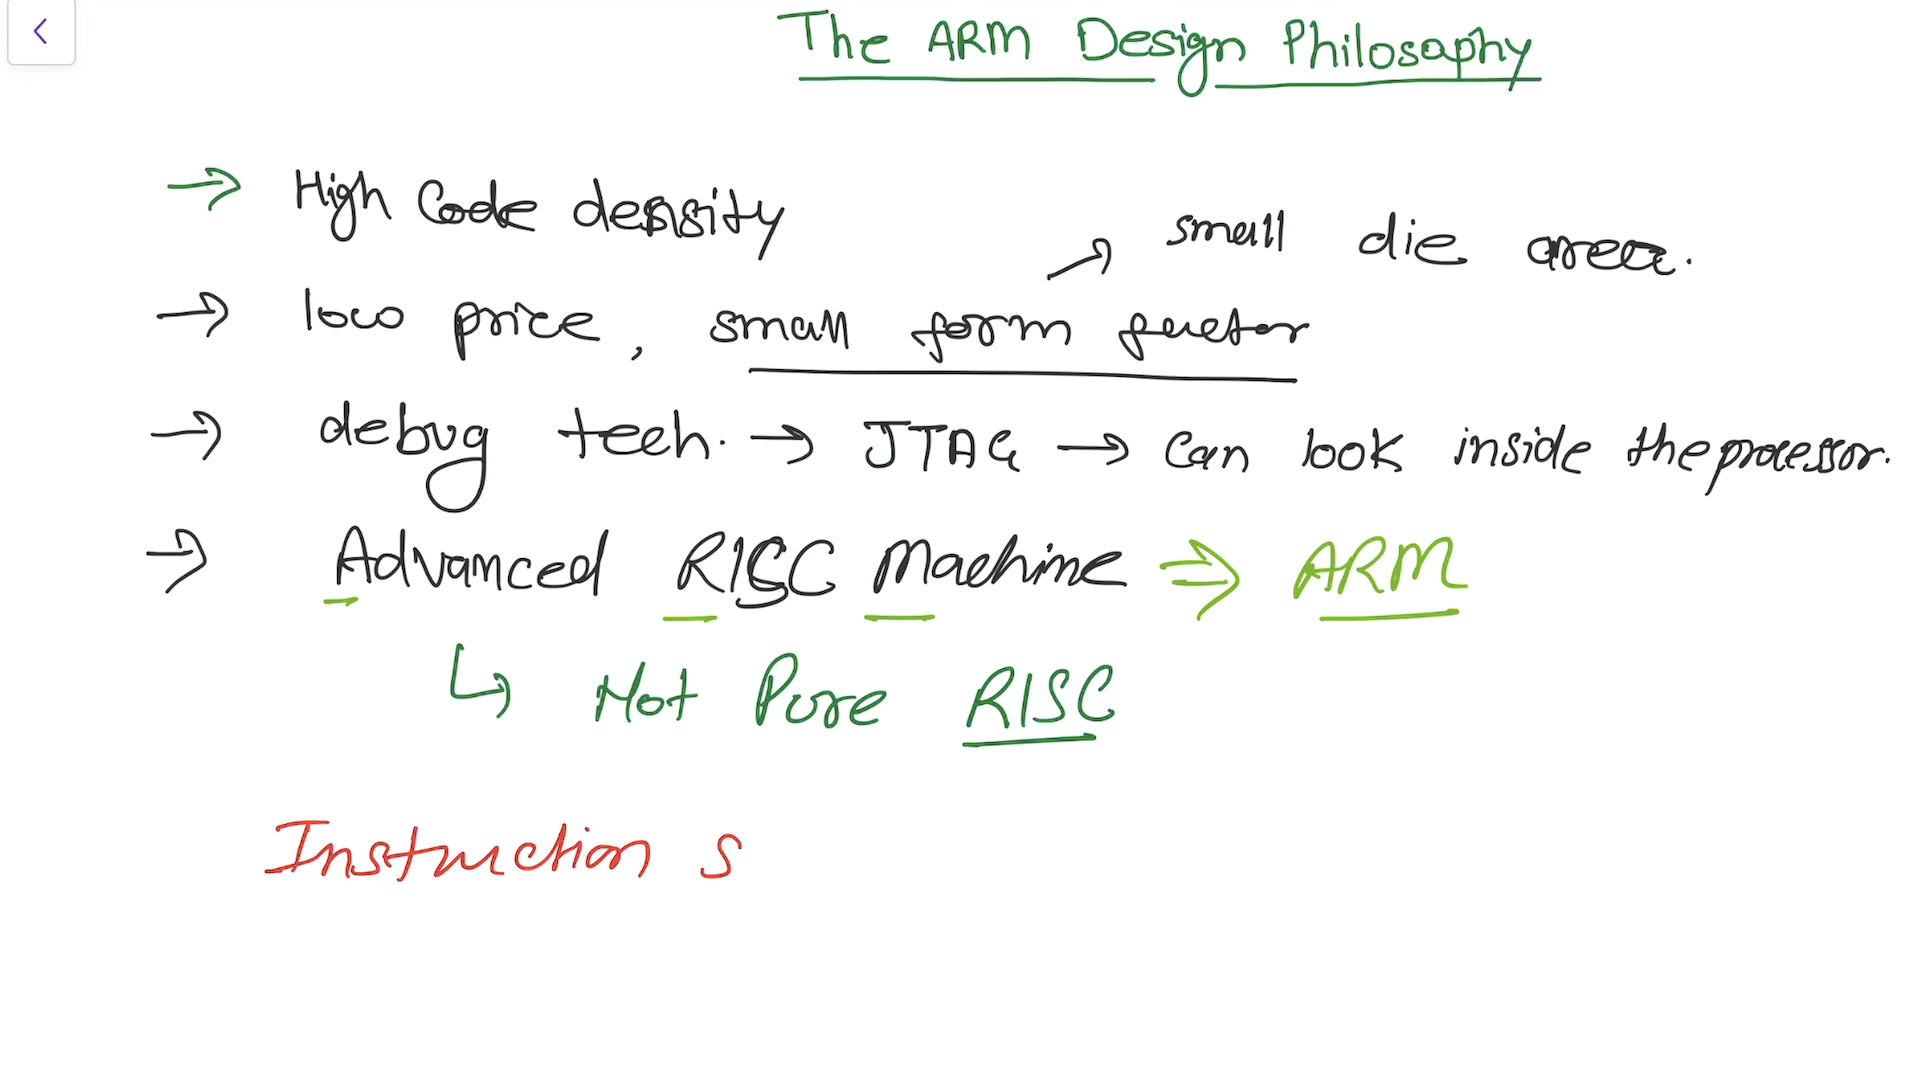 The ARM Design Philosophy
→ High Code density
small die area.
→ low price, small form factor
→ debug tech. → JTAG → Can look inside the processor.
→ Advanced RISC Machine ⇒ ARM
↳ Not Pure RISC
Instruction S